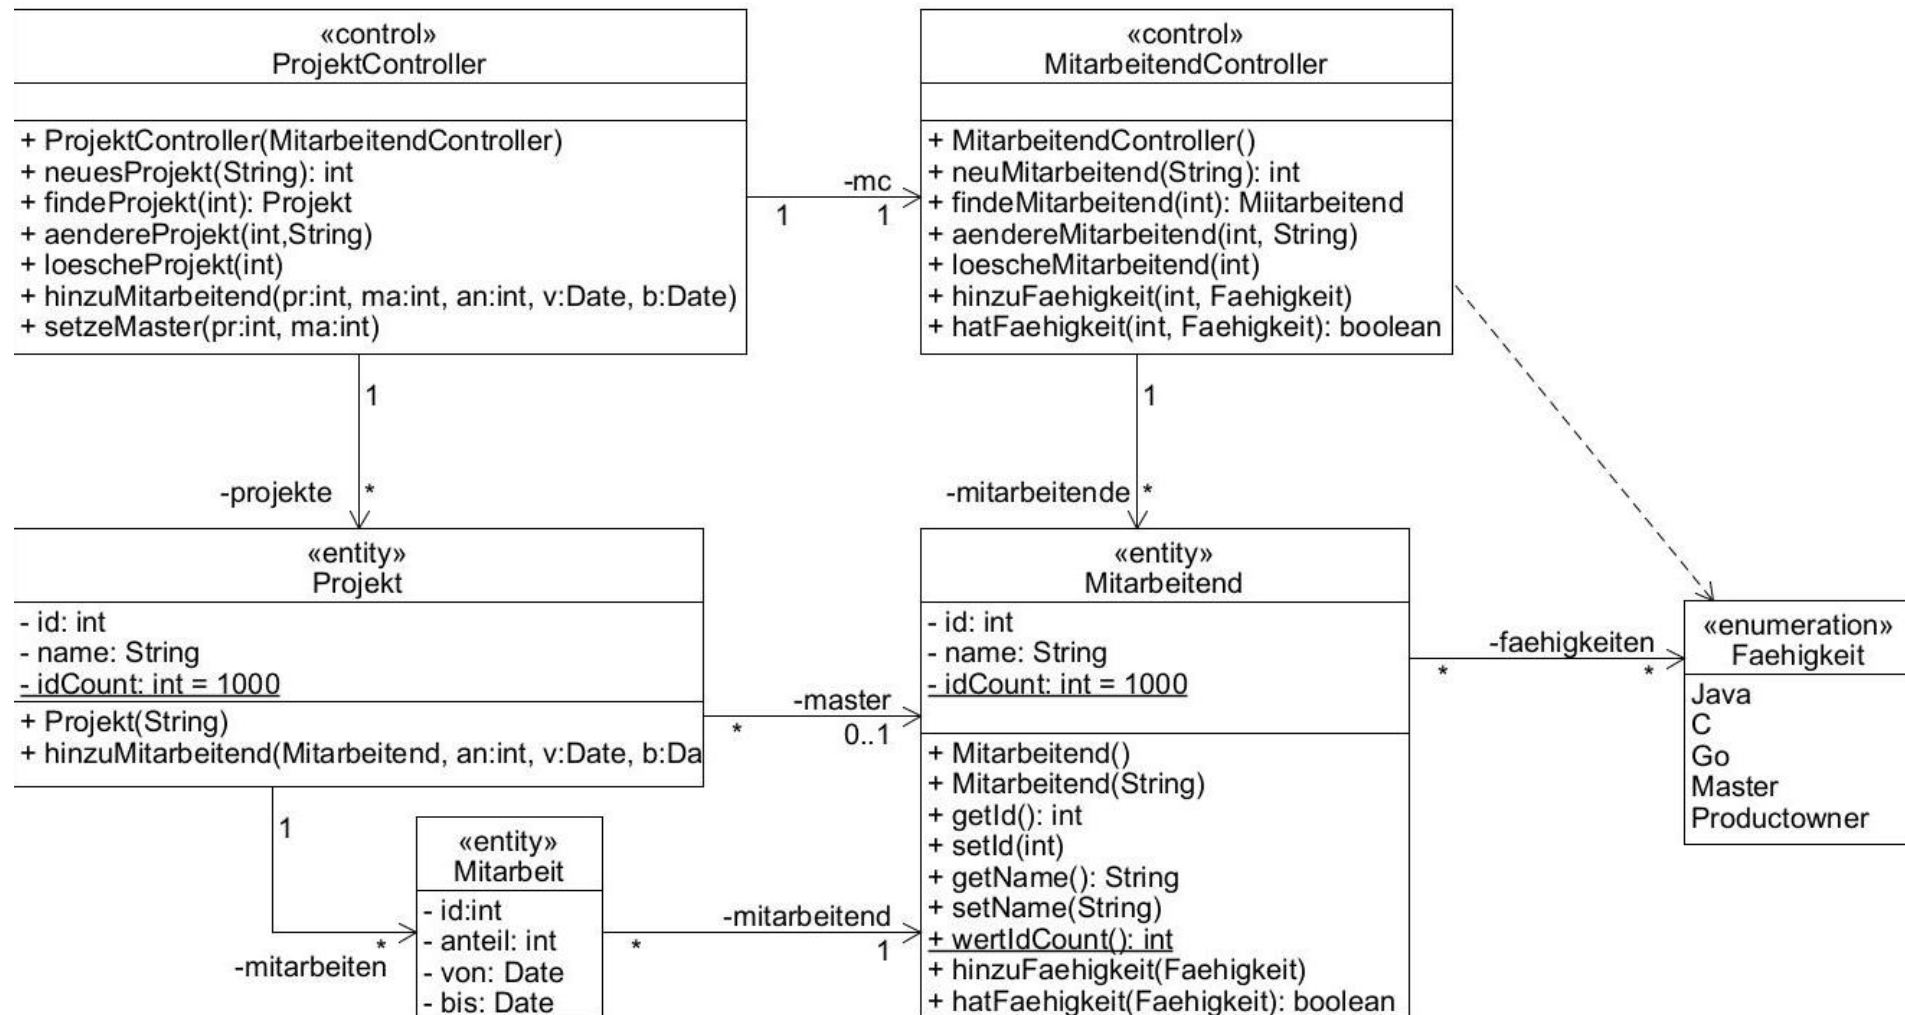 «control»
ProjektController
+ ProjektController(MitarbeitendController)
+ neuesProjekt(String): int
+ findeProjekt(int): Projekt
+ aendereProjekt(int,String)
+ loescheProjekt(int)
+ hinzuMitarbeitend(pr:int, ma:int, an:int, v:Date, b:Date)
+ setzeMaster(pr:int, ma:int)
-mc
1
1
«control»
MitarbeitendController
+ MitarbeitendController()
+ neuMitarbeitend(String): int
+ findeMitarbeitend(int): Miitarbeitend
+ aendereMitarbeitend(int, String)
+ loescheMitarbeitend(int)
+ hinzuFaehigkeit(int, Faehigkeit)
+ hatFaehigkeit(int, Faehigkeit): boolean
1
-projekte
*
1
-mitarbeitende
*
«entity»
Projekt
- id: int
- name: String
- idCount: int = 1000
+ Projekt(String)
+ hinzuMitarbeitend(Mitarbeitend, an:int, v:Date, b:Da
-master
*
0..1
«entity»
Mitarbeitend
- id: int
- name: String
- idCount: int = 1000
+ Mitarbeitend()
+ Mitarbeitend(String)
+ getId(): int
+ setId(int)
+ getName(): String
+ setName(String)
+ wertIdCount(): int
+ hinzuFaehigkeit(Faehigkeit)
+ hatFaehigkeit(Faehigkeit): boolean
-faehigkeiten
*
*
«enumeration»
Faehigkeit
Java
C
Go
Master
Productowner
1
*
-mitarbeiten
«entity»
Mitarbeit
- id:int
- anteil: int
- von: Date
- bis: Date
-mitarbeitend
*
1